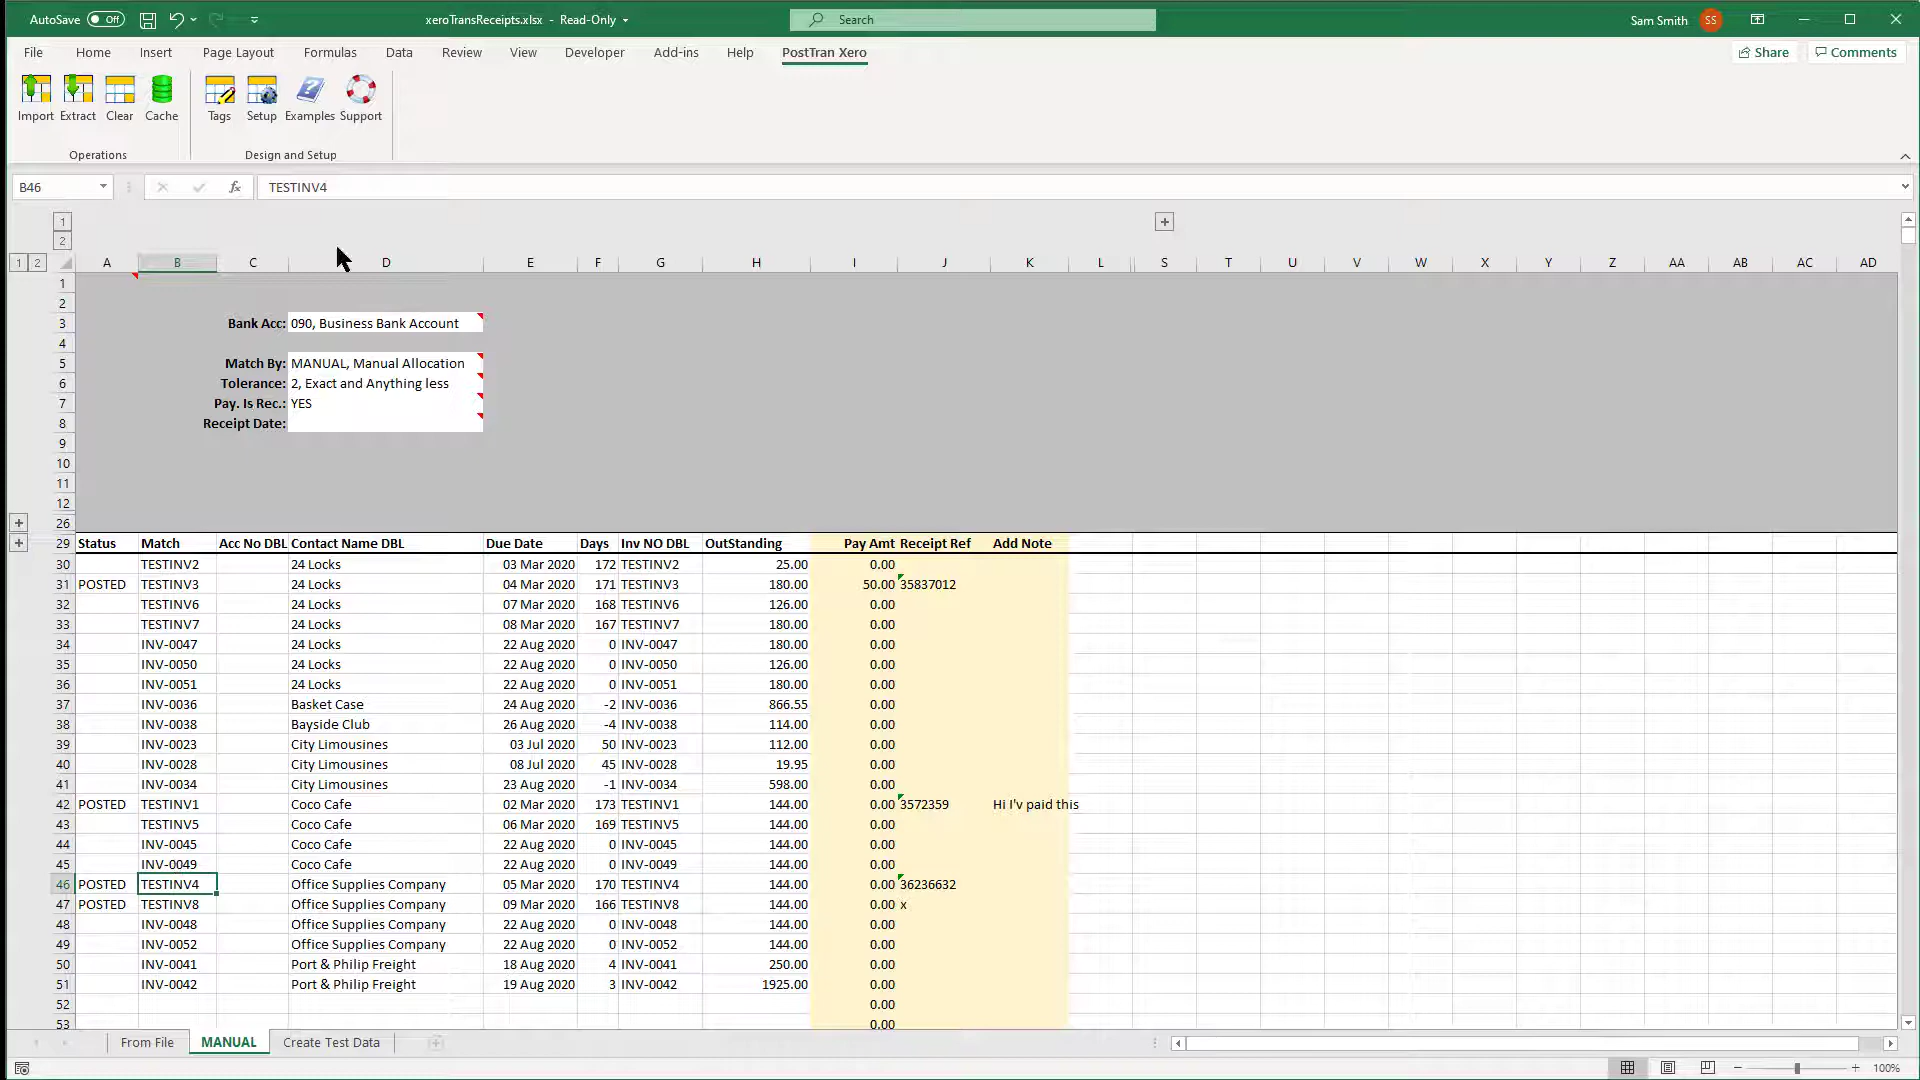 AutoSave Off xeroTransReceipts.xlsx - Read-Only Search Sam Smith SS
File Home Insert Page Layout Formulas Data Review View Developer Add-ins Help PostTran Xero Share Comments
Import Extract Clear Cache Tags Setup Examples Support
Operations Design and Setup
B46 fx TESTINV4
1
2
1 2 A B C D E F G H I J K L S T U V W X Y Z AA AB AC AD
1
2
3 Bank Acc: 090, Business Bank Account
4
5 Match By: MANUAL, Manual Allocation
6 Tolerance: 2, Exact and Anything less
7 Pay. Is Rec.: YES
8 Receipt Date:
9
10
11
12
26
29 Status Match Acc No DBL Contact Name DBL Due Date Days Inv NO DBL OutStanding Pay Amt Receipt Ref Add Note
30 TESTINV2 24 Locks 03 Mar 2020 172 TESTINV2 25.00 0.00
31 POSTED TESTINV3 24 Locks 04 Mar 2020 171 TESTINV3 180.00 50.00 35837012
32 TESTINV6 24 Locks 07 Mar 2020 168 TESTINV6 126.00 0.00
33 TESTINV7 24 Locks 08 Mar 2020 167 TESTINV7 180.00 0.00
34 INV-0047 24 Locks 22 Aug 2020 0 INV-0047 180.00 0.00
35 INV-0050 24 Locks 22 Aug 2020 0 INV-0050 126.00 0.00
36 INV-0051 24 Locks 22 Aug 2020 0 INV-0051 180.00 0.00
37 INV-0036 Basket Case 24 Aug 2020 -2 INV-0036 866.55 0.00
38 INV-0038 Bayside Club 26 Aug 2020 -4 INV-0038 114.00 0.00
39 INV-0023 City Limousines 03 Jul 2020 50 INV-0023 112.00 0.00
40 INV-0028 City Limousines 08 Jul 2020 45 INV-0028 19.95 0.00
41 INV-0034 City Limousines 23 Aug 2020 -1 INV-0034 598.00 0.00
42 POSTED TESTINV1 Coco Cafe 02 Mar 2020 173 TESTINV1 144.00 0.00 3572359 Hi I'v paid this
43 TESTINV5 Coco Cafe 06 Mar 2020 169 TESTINV5 144.00 0.00
44 INV-0045 Coco Cafe 22 Aug 2020 0 INV-0045 144.00 0.00
45 INV-0049 Coco Cafe 22 Aug 2020 0 INV-0049 144.00 0.00
46 POSTED TESTINV4 Office Supplies Company 05 Mar 2020 170 TESTINV4 144.00 0.00 36236632
47 POSTED TESTINV8 Office Supplies Company 09 Mar 2020 166 TESTINV8 144.00 0.00 x
48 INV-0048 Office Supplies Company 22 Aug 2020 0 INV-0048 144.00 0.00
49 INV-0052 Office Supplies Company 22 Aug 2020 0 INV-0052 144.00 0.00
50 INV-0041 Port & Philip Freight 18 Aug 2020 4 INV-0041 250.00 0.00
51 INV-0042 Port & Philip Freight 19 Aug 2020 3 INV-0042 1925.00 0.00
52 0.00
53 0.00
From File MANUAL Create Test Data
100%